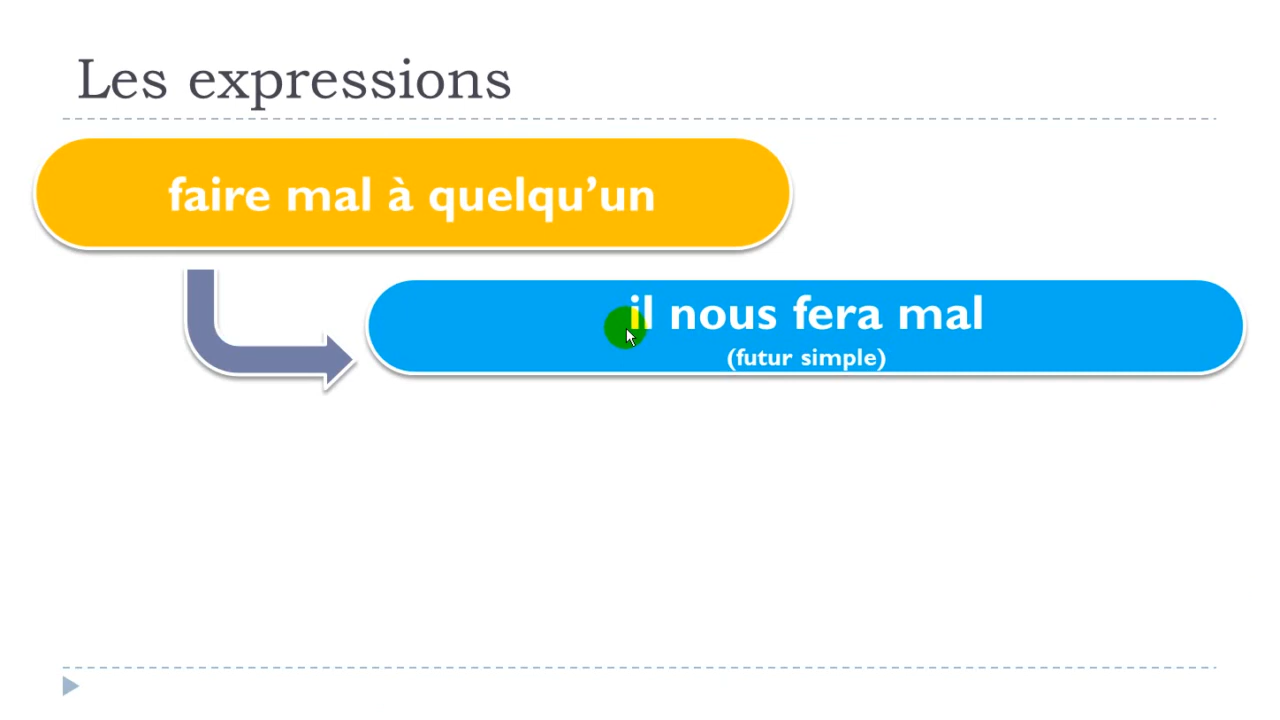 Les expressions
faire mal à quelqu’un
il nous fera mal
(futur simple)